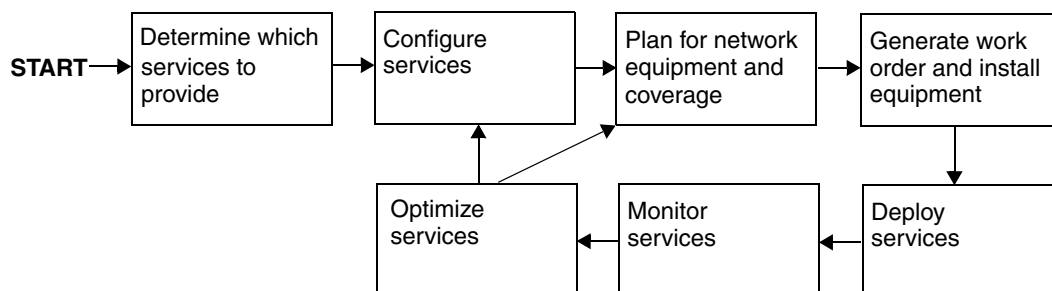 START
Determine which
services to
provide
Configure
services
Plan for network
equipment and
coverage
Generate work
order and install
equipment
Optimize
services
Monitor
services
Deploy
services